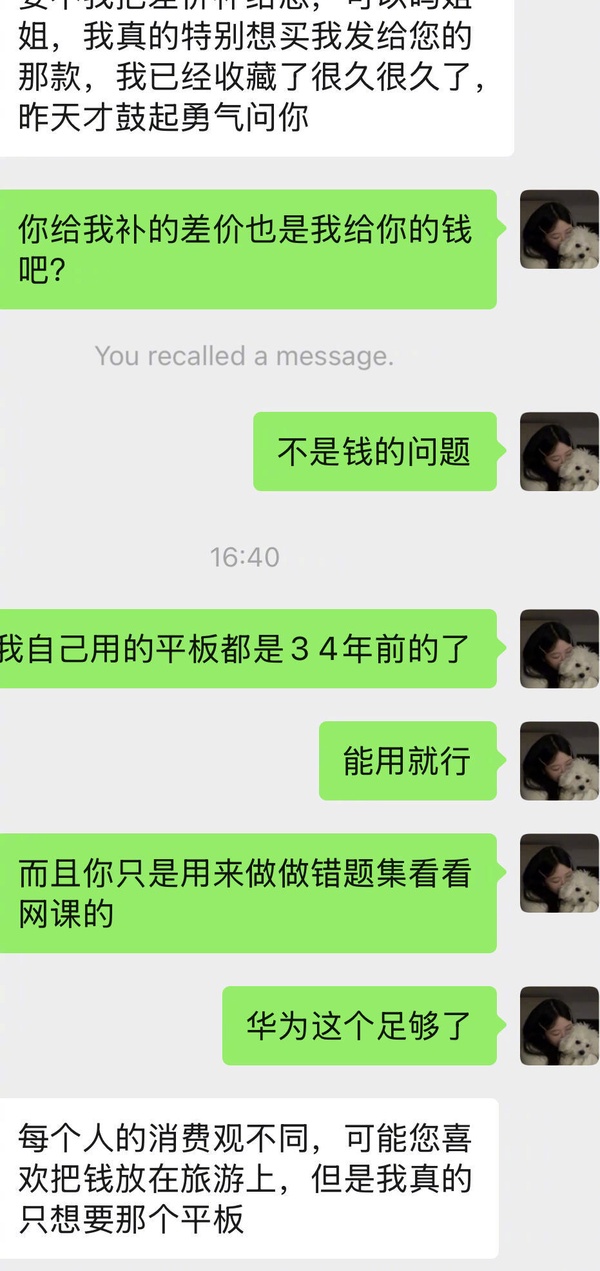 姐，我真的特别想买我发给您的
那款，我已经收藏了很久很久了，
昨天才鼓起勇气问你
你给我补的差价也是我给你的钱
吧？
You recalled a message.
不是钱的问题
16:40
我自己用的平板都是３４年前的了
能用就行
而且你只是用来做做错题集看看
网课的
华为这个足够了
每个人的消费观不同，可能您喜
欢把钱放在旅游上，但是我真的
只想要那个平板